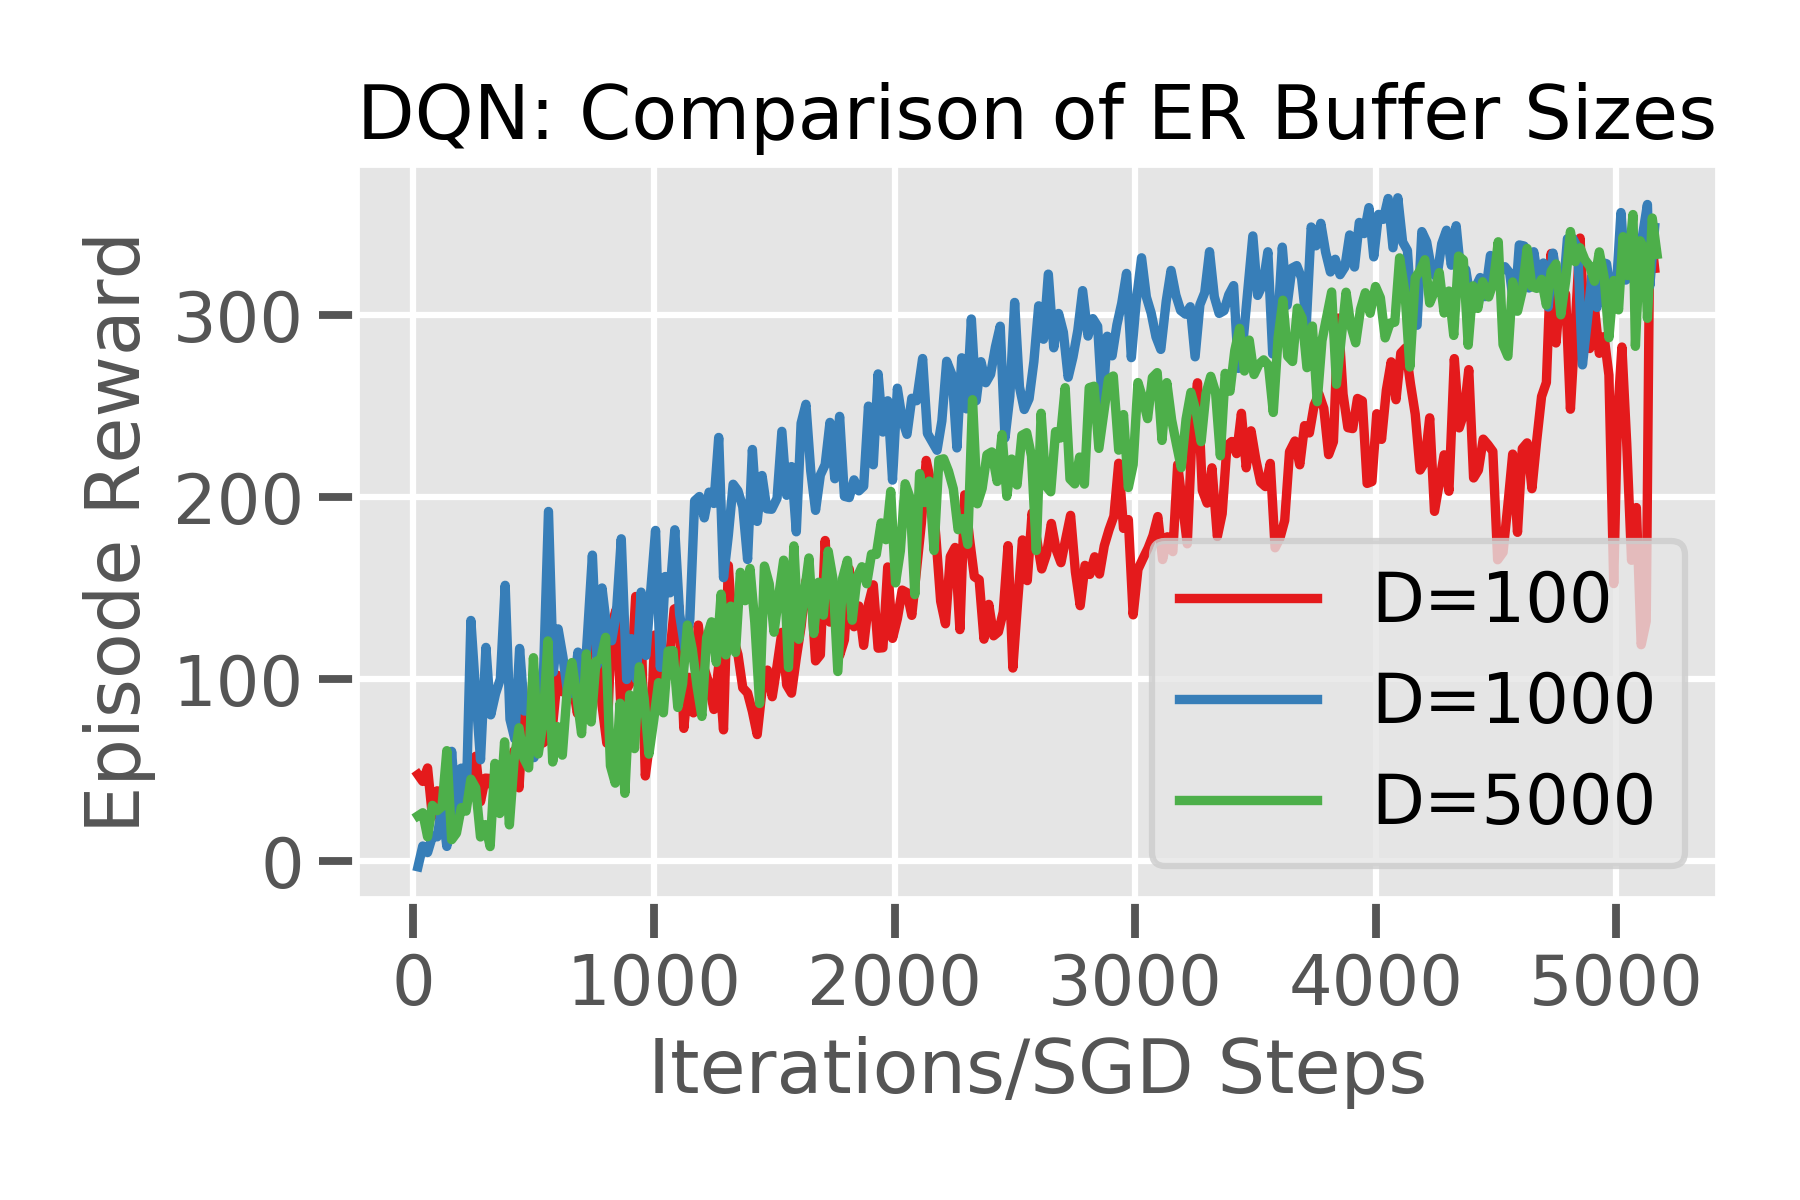 DQN: Comparison of ER Buffer Sizes
Episode Reward
300
200
100
0
D=100
D=1000
D=5000
0 1000 2000 3000 4000 5000
Iterations/SGD Steps